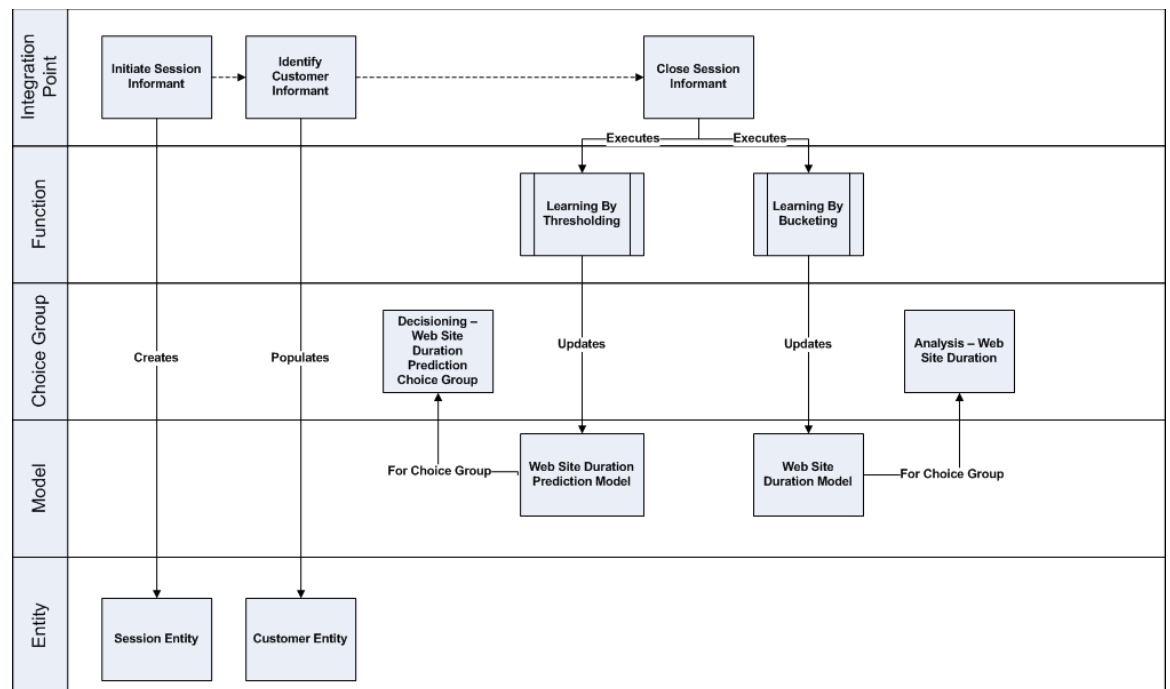 Integration
Point
Initiate Session
Informant
Identify
Customer
Informant
Close Session
Informant
Executes
Executes
Function
Learning By
Thresholding
Learning By
Bucketing
Choice Group
Creates
Populates
Decisioning –
Web Site
Duration
Prediction
Choice Group
Updates
Updates
Analysis – Web
Site Duration
Model
For Choice Group
Web Site Duration
Prediction Model
Web Site
Duration Model
For Choice Group
Entity
Session Entity
Customer Entity